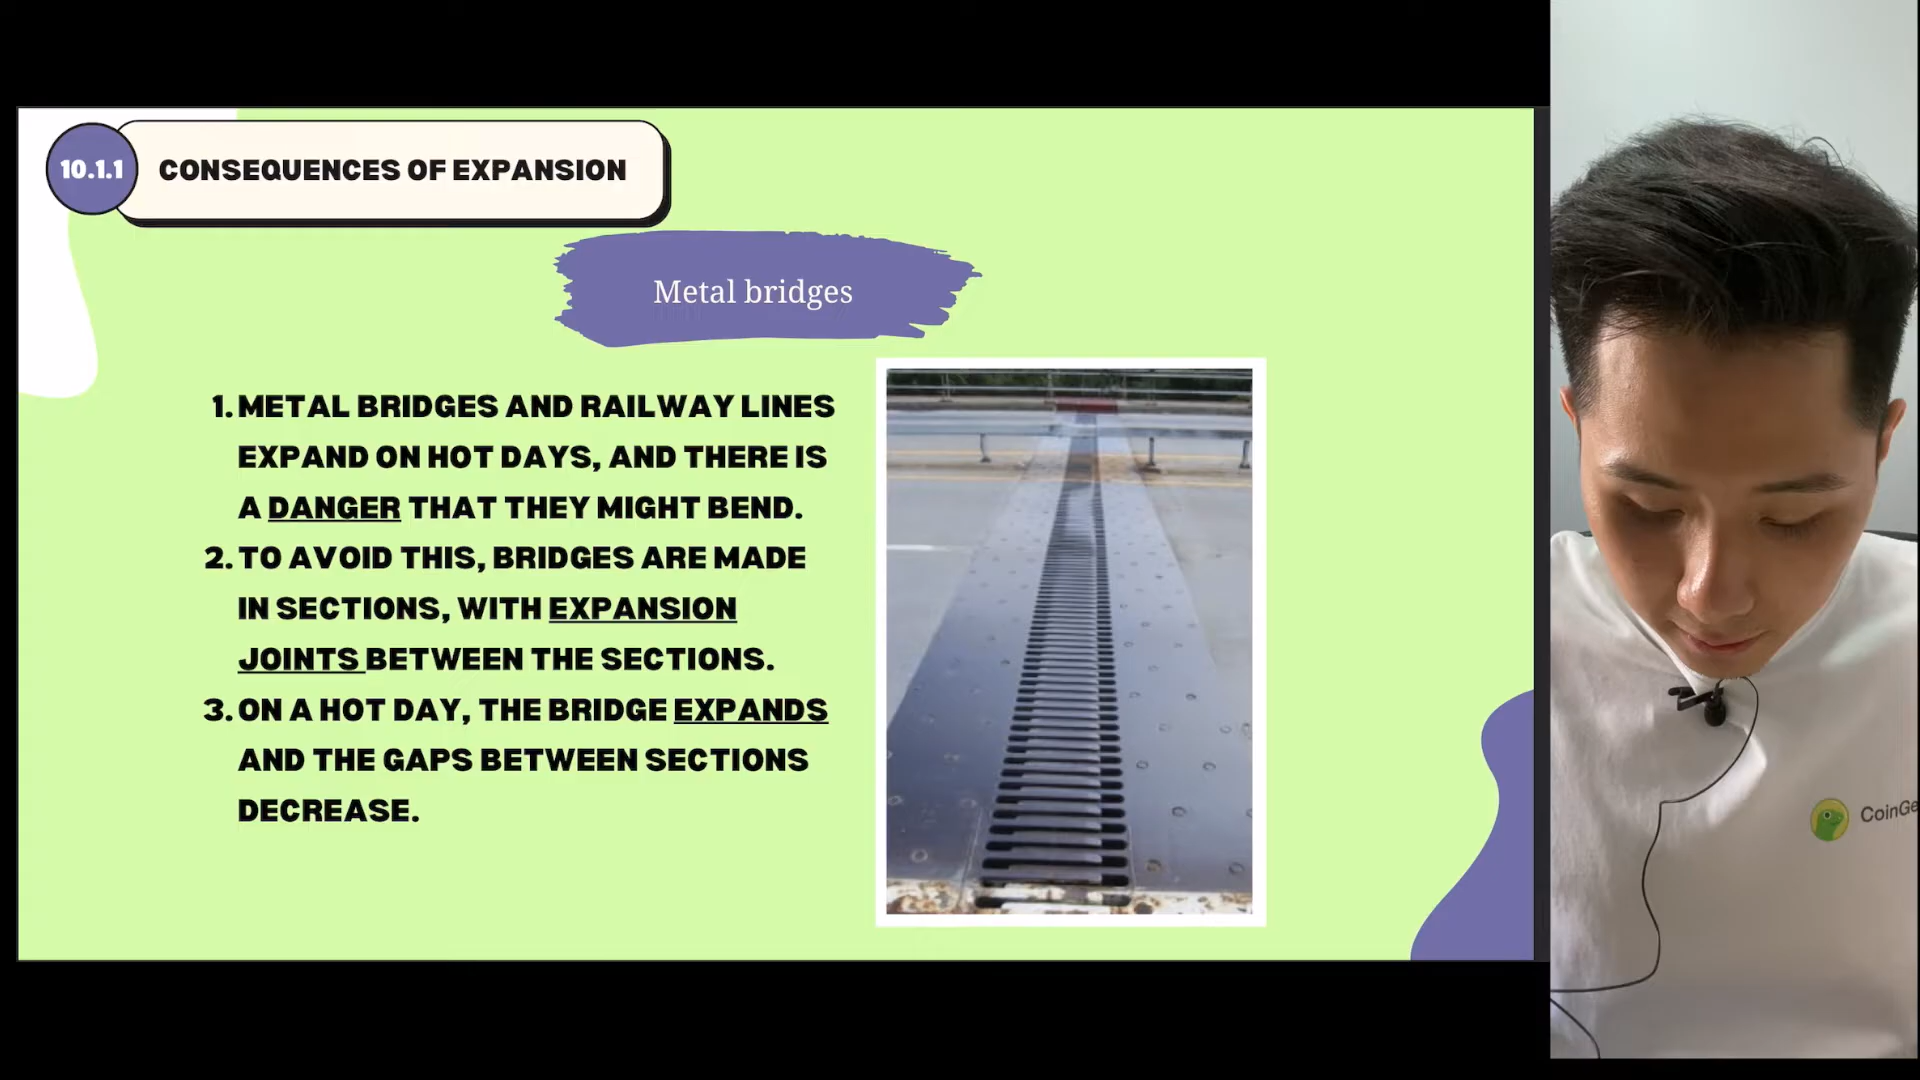 10.1.1
CONSEQUENCES OF EXPANSION
Metal bridges
1. METAL BRIDGES AND RAILWAY LINES
EXPAND ON HOT DAYS, AND THERE IS
A DANGER THAT THEY MIGHT BEND.
2. TO AVOID THIS, BRIDGES ARE MADE
IN SECTIONS, WITH EXPANSION
JOINTS BETWEEN THE SECTIONS.
3. ON A HOT DAY, THE BRIDGE EXPANDS
AND THE GAPS BETWEEN SECTIONS
DECREASE.
CoinGe